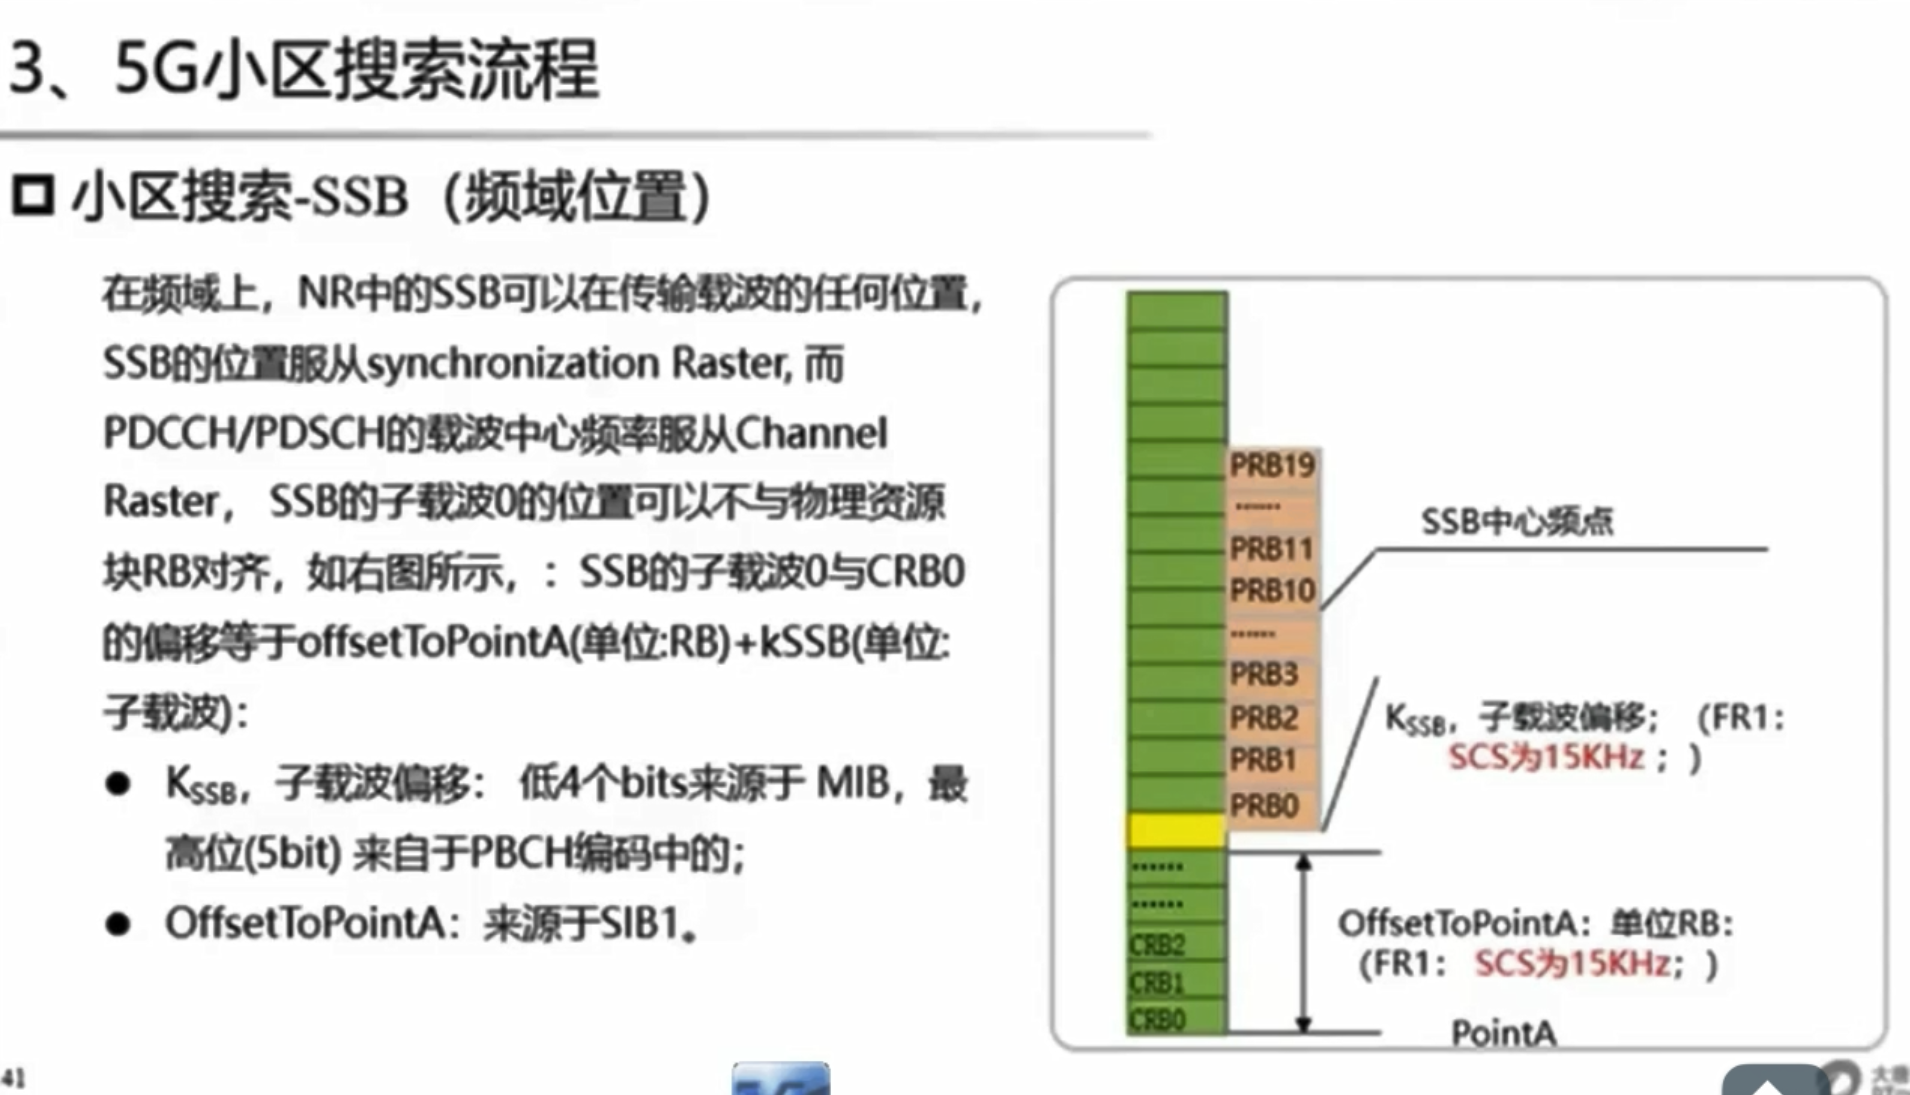 3、5G小区搜索流程
小区搜索-SSB（频域位置）
在频域上，NR中的SSB可以在传输载波的任何位置，
SSB的位置服从synchronization Raster, 而
PDCCH/PDSCH的载波中心频率服从Channel
Raster， SSB的子载波0的位置可以不与物理资源
块RB对齐，如右图所示，：SSB的子载波0与CRB0
的偏移等于offsetToPointA(单位:RB)+kSSB(单位:
子载波)：
● KSSB，子载波偏移： 低4个bits来源于 MIB，最
高位(5bit) 来自于PBCH编码中的；
● OffsetToPointA：来源于SIB1。
PRB19
······
PRB11
PRB10
······
PRB3
PRB2
PRB1
PRB0
······
······
CRB2
CRB1
CRB0
SSB中心频点
KSSB，子载波偏移；（FR1：
SCS为15KHz；）
OffsetToPointA：单位RB：
（FR1： SCS为15KHz；）
PointA
41